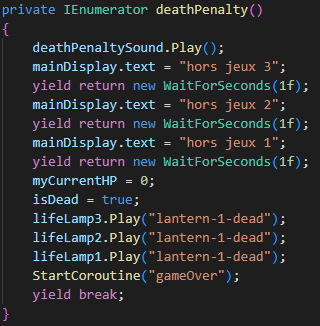 private IEnumerator deathPenalty()
{
    deathPenaltySound.Play();
    mainDisplay.text = "hors jeux 3";
    yield return new WaitForSeconds(1f);
    mainDisplay.text = "hors jeux 2";
    yield return new WaitForSeconds(1f);
    mainDisplay.text = "hors jeux 1";
    yield return new WaitForSeconds(1f);
    myCurrentHP = 0;
    isDead = true;
    lifeLamp3.Play("lantern-1-dead");
    lifeLamp2.Play("lantern-1-dead");
    lifeLamp1.Play("lantern-1-dead");
    StartCoroutine("gameOver");
    yield break;
}